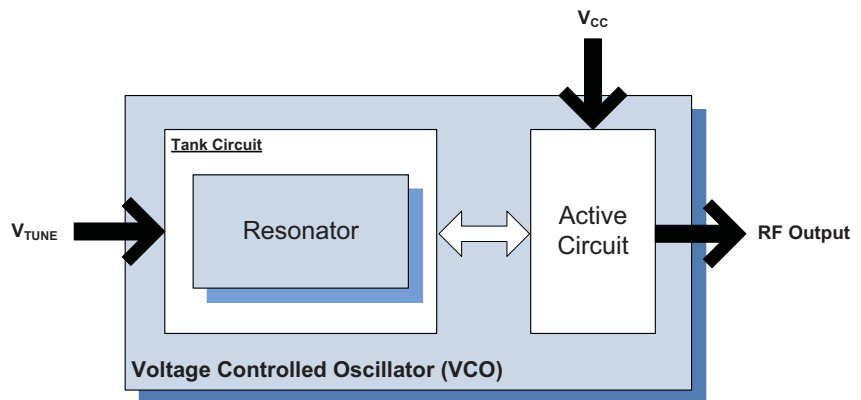 VCC
Tank Circuit
Resonator
VTUNE
Active
Circuit
RF Output
Voltage Controlled Oscillator (VCO)